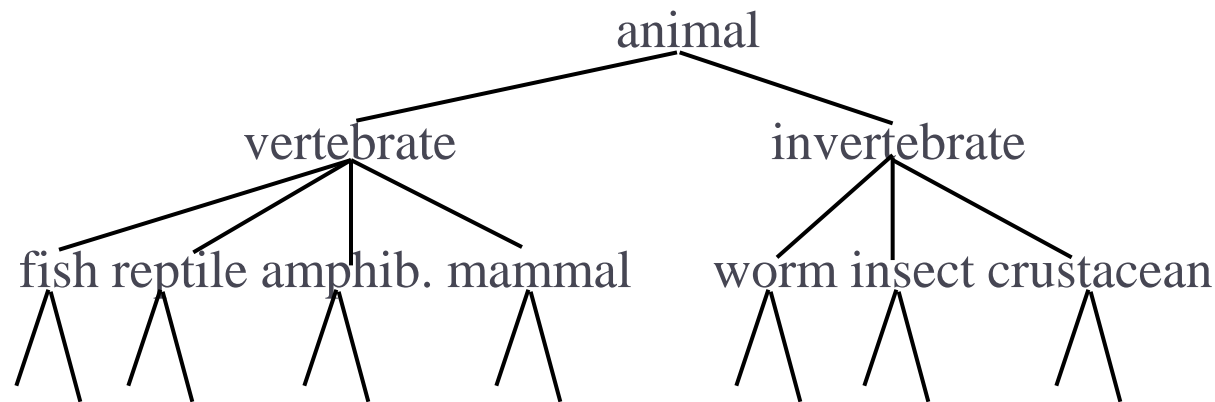 animal
vertebrate invertebrate
fish reptile amphib. mammal worm insect crustacean